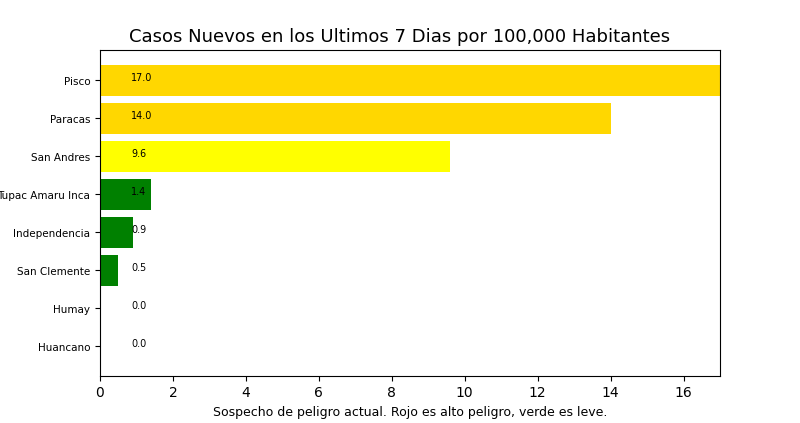 Casos Nuevos en los Ultimos 7 Dias por 100,000 Habitantes
Pisco 17.0
Paracas 14.0
San Andres 9.6
Tupac Amaru Inca 1.4
Independencia 0.9
San Clemente 0.5
Humay 0.0
Huancano 0.0
0 2 4 6 8 10 12 14 16
Sospecho de peligro actual. Rojo es alto peligro, verde es leve.